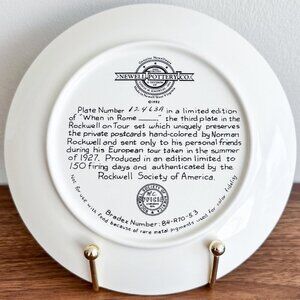 NEWELL POTTERY CO.
©1982
Plate Number 12463A in a limited edition
of "When in Rome ____," the third plate in the
Rockwell on Tour set which uniquely preserves
the private postcards hand-colored by Norman
Rockwell and sent only to his personal friends
during his European tour taken in the summer
of 1927. Produced in an edition limited to
150 firing days and authenticated by the
Rockwell Society of America.
Bradex Number: 84-R70-5.3
Not for use with food because of rare metal pigments used for color fidelity